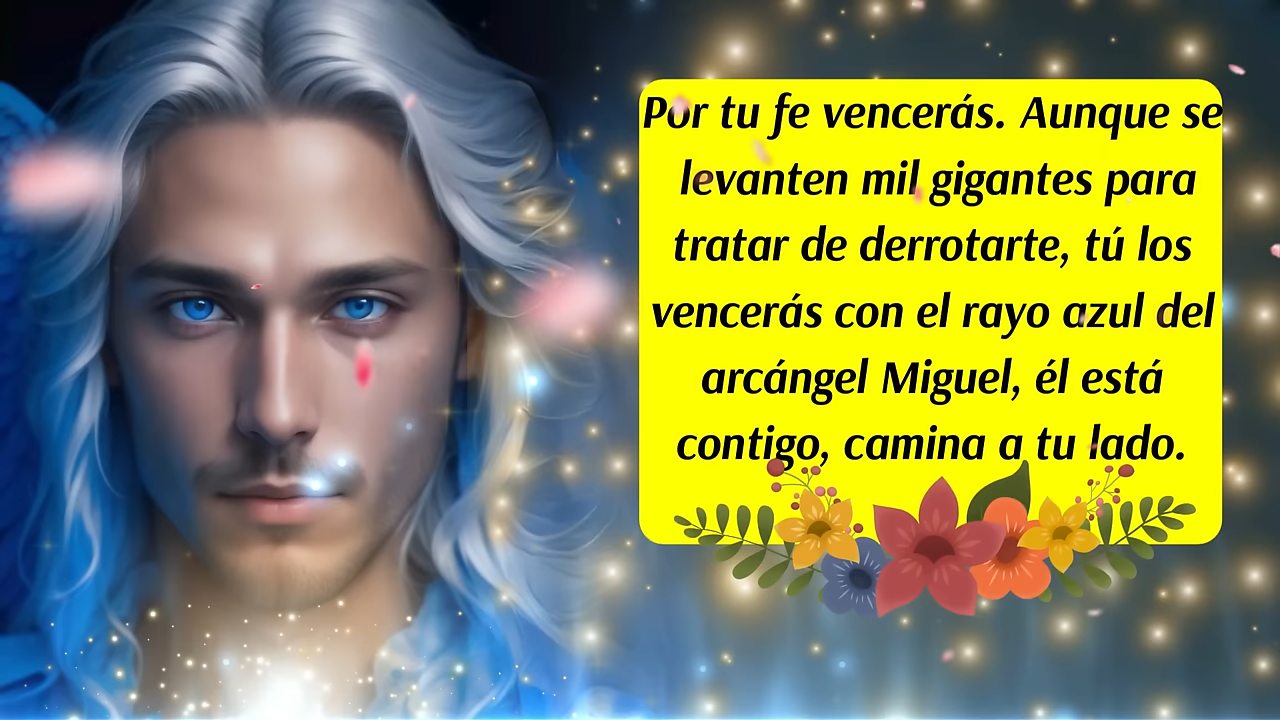 Por tu fe vencerás. Aunque se
levanten mil gigantes para
tratar de derrotarte, tú los
vencerás con el rayo azul del
arcángel Miguel, él está
contigo, camina a tu lado.